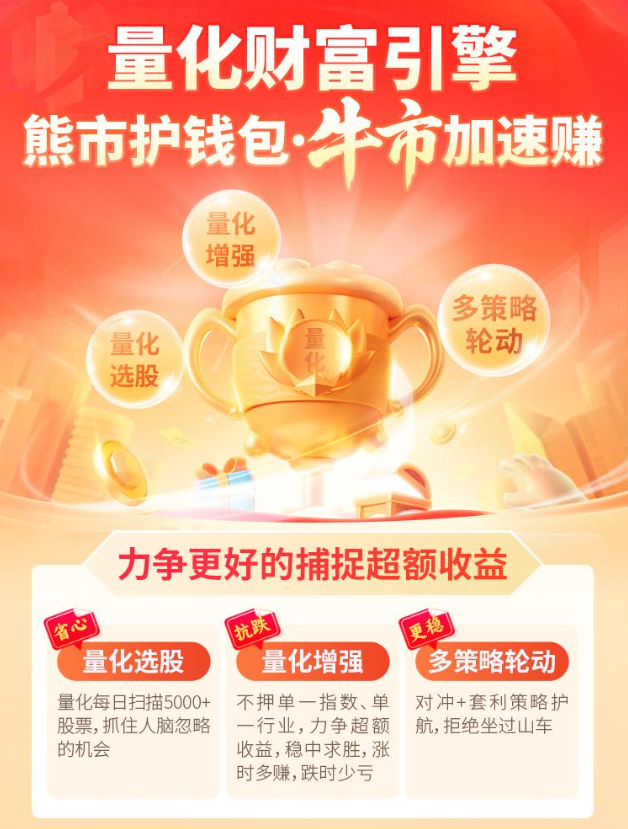 量化财富引擎
熊市护钱包·牛市加速赚
量化
增强
量化
选股
多策略
轮动
量
化
力争更好的捕捉超额收益
省心
量化选股
量化每日扫描5000+
股票,抓住人脑忽略
的机会
抗跌
量化增强
不押单一指数、单
一行业,力争超额
收益,稳中求胜,涨
时多赚,跌时少亏
更稳
多策略轮动
对冲+套利策略护
航,拒绝坐过山车